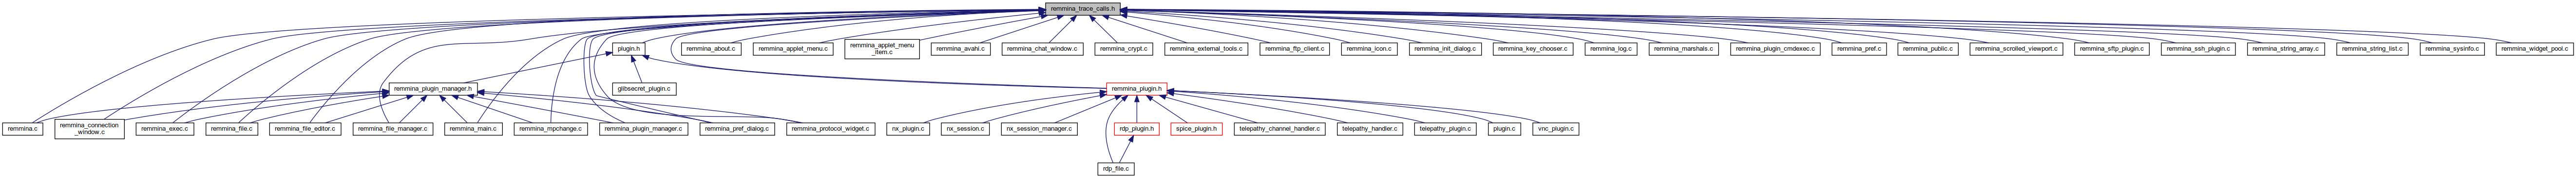 remmina_trace_calls.h
plugin.h
remmina_about.c
remmina_applet_menu.c
remmina_applet_menu
_item.c
remmina_avahi.c
remmina_chat_window.c
remmina_crypt.c
remmina_external_tools.c
remmina_ftp_client.c
remmina_icon.c
remmina_init_dialog.c
remmina_key_chooser.c
remmina_log.c
remmina_marshals.c
remmina_plugin_cmdexec.c
remmina_pref.c
remmina_public.c
remmina_scrolled_viewport.c
remmina_sftp_plugin.c
remmina_ssh_plugin.c
remmina_string_array.c
remmina_string_list.c
remmina_sysinfo.c
remmina_widget_pool.c
remmina_plugin_manager.h
glibsecret_plugin.c
remmina_plugin.h
remmina.c
remmina_connection
_window.c
remmina_exec.c
remmina_file.c
remmina_file_editor.c
remmina_file_manager.c
remmina_main.c
remmina_mpchange.c
remmina_plugin_manager.c
remmina_pref_dialog.c
remmina_protocol_widget.c
nx_plugin.c
nx_session.c
nx_session_manager.c
rdp_plugin.h
spice_plugin.h
telepathy_channel_handler.c
telepathy_handler.c
telepathy_plugin.c
plugin.c
vnc_plugin.c
rdp_file.c